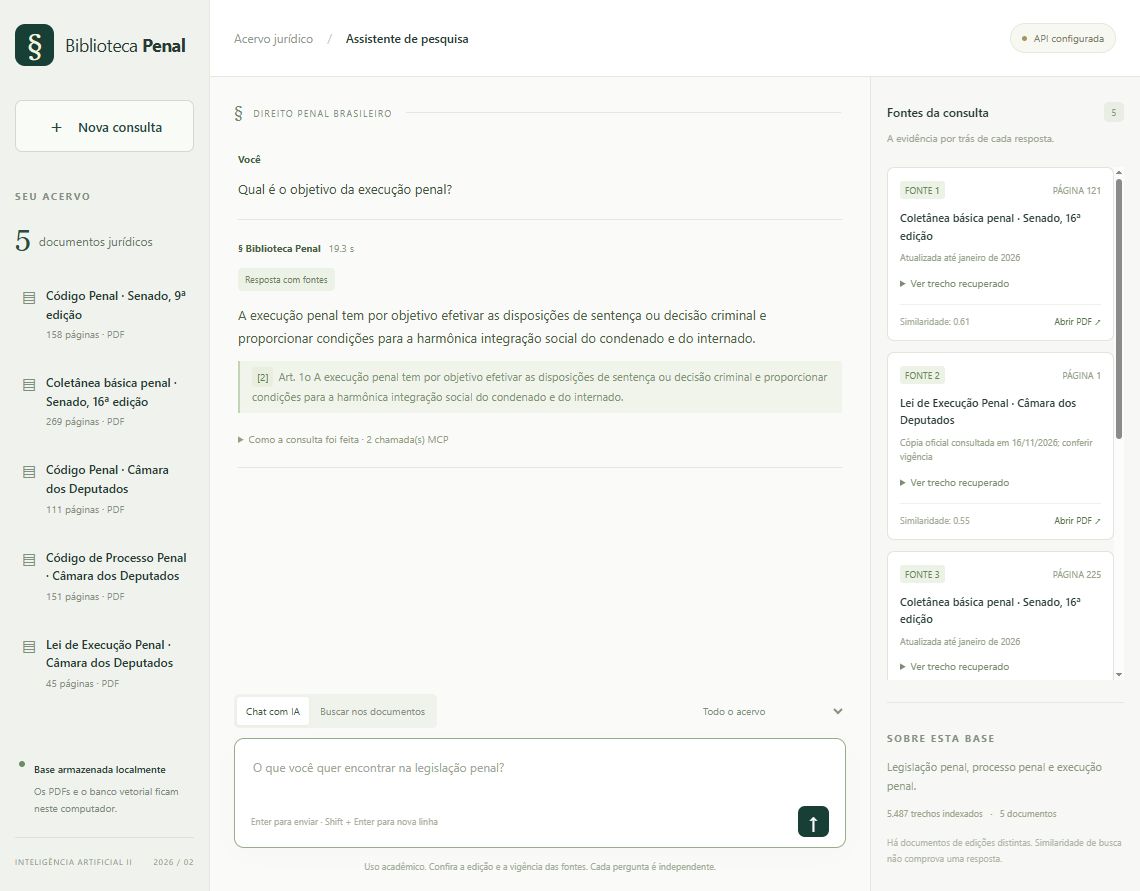 § Biblioteca Penal
+ Nova consulta
SEU ACERVO
5 documentos jurídicos
Código Penal · Senado, 9ª
edição
158 páginas · PDF
Coletânea básica penal ·
Senado, 16ª edição
269 páginas · PDF
Código Penal · Câmara
dos Deputados
111 páginas · PDF
Código de Processo Penal
· Câmara dos Deputados
151 páginas · PDF
Lei de Execução Penal ·
Câmara dos Deputados
45 páginas · PDF
Base armazenada localmente
Os PDFs e o banco vetorial ficam
neste computador.
INTELIGÊNCIA ARTIFICIAL II 2026 / 02
Acervo jurídico / Assistente de pesquisa
API configurada
§ DIREITO PENAL BRASILEIRO
Você
Qual é o objetivo da execução penal?
§ Biblioteca Penal 19.3 s
Resposta com fontes
A execução penal tem por objetivo efetivar as disposições de sentença ou decisão criminal e
proporcionar condições para a harmônica integração social do condenado e do internado.
[2] Art. 1o A execução penal tem por objetivo efetivar as disposições de sentença ou decisão criminal e proporcionar
condições para a harmônica integração social do condenado e do internado.
Como a consulta foi feita · 2 chamada(s) MCP
Chat com IA Buscar nos documentos Todo o acervo
O que você quer encontrar na legislação penal?
Enter para enviar · Shift + Enter para nova linha
Uso acadêmico. Confira a edição e a vigência das fontes. Cada pergunta é independente.
Fontes da consulta 5
A evidência por trás de cada resposta.
FONTE 1 PÁGINA 121
Coletânea básica penal · Senado, 16ª
edição
Atualizada até janeiro de 2026
Ver trecho recuperado
Similaridade: 0.61 Abrir PDF ↗
FONTE 2 PÁGINA 1
Lei de Execução Penal · Câmara dos
Deputados
Cópia oficial consultada em 16/11/2026; conferir
vigência
Ver trecho recuperado
Similaridade: 0.55 Abrir PDF ↗
FONTE 3 PÁGINA 225
Coletânea básica penal · Senado, 16ª
edição
Atualizada até janeiro de 2026
Ver trecho recuperado
SOBRE ESTA BASE
Legislação penal, processo penal e execução
penal.
5.487 trechos indexados · 5 documentos
Há documentos de edições distintas. Similaridade de busca
não comprova uma resposta.